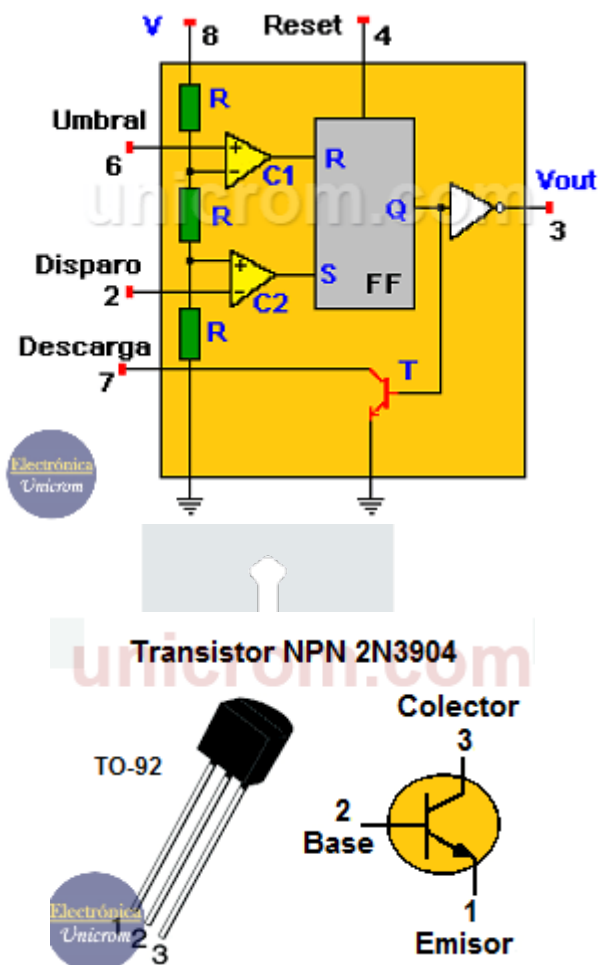 V 8 Reset 4
R
Umbral
6
+
-
C1
R
unicrom.com
R
Q
Vout
3
Disparo
2
+
-
C2
S
FF
R
Descarga
7
T
Electrónica
Unicrom
Transistor NPN 2N3904
unicrom.com
Colector
3
TO-92
2
Base
1
Emisor
Electrónica
Unicrom
1
2
3